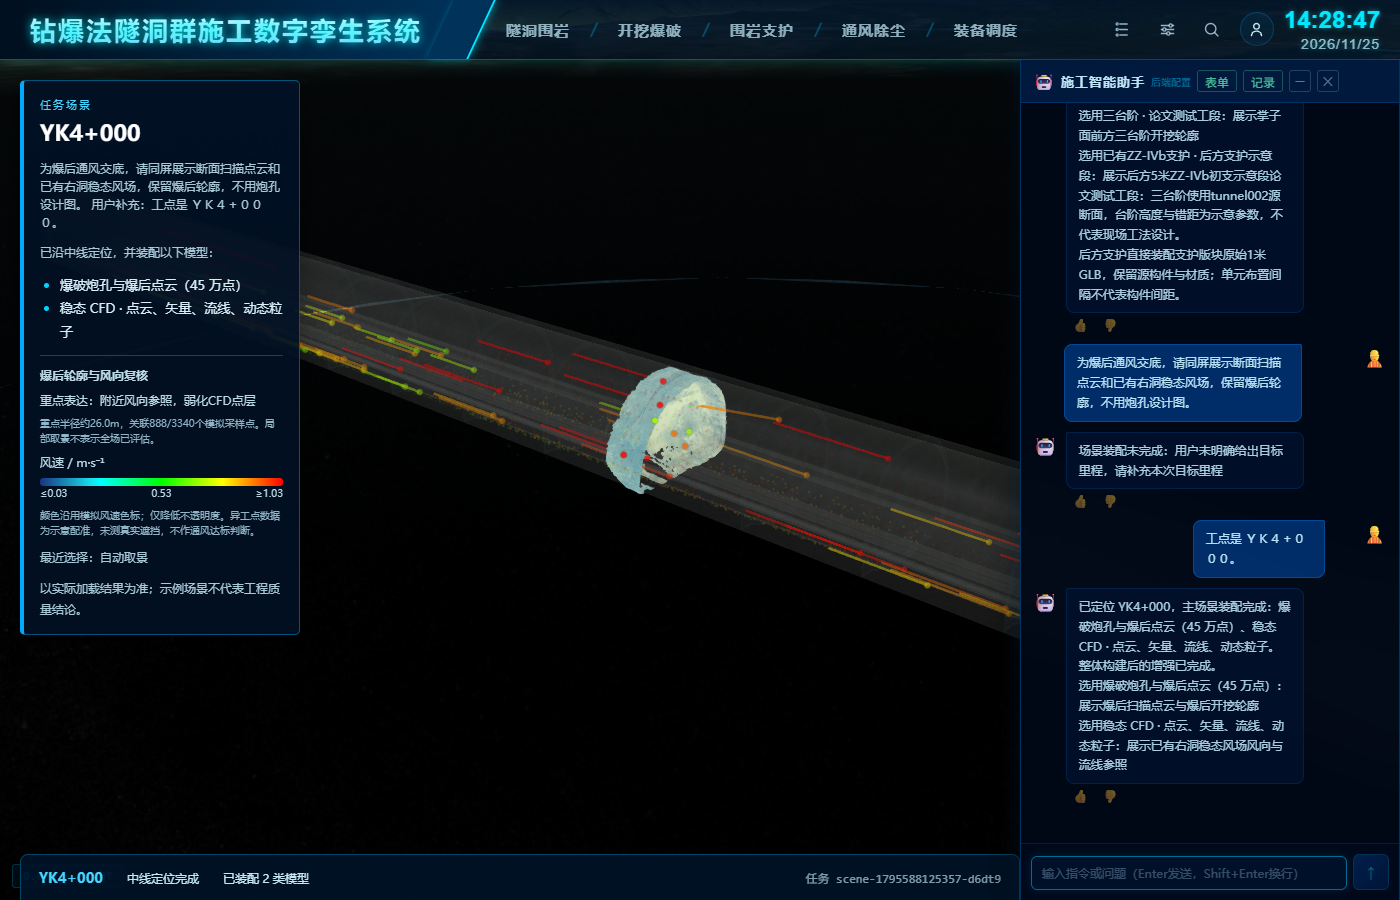 钻爆法隧洞群施工数字孪生系统
隧洞围岩 / 开挖爆破 / 围岩支护 / 通风除尘 / 装备调度
14:28:47
2026/11/25
任务场景
YK4+000
为爆后通风交底，请同屏展示断面扫描点云和
已有右洞稳态风场，保留爆后轮廓，不用炮孔
设计图。 用户补充：工点是 ＹＫ４＋００
０。
已沿中线定位，并装配以下模型：
爆破炮孔与爆后点云（45 万点）
稳态 CFD · 点云、矢量、流线、动态粒
子
爆后轮廓与风向复核
重点表达：附近风向参照，弱化CFD点层
重点半径约26.0m，关联888/3340个模拟采样点。局
部取景不表示全场已评估。
风速 / m·s⁻¹
≤0.03 0.53 ≥1.03
颜色沿用模拟风速色标；仅降低不透明度。异工点数据
为示意配准，未测真实遮挡，不作通风达标判断。
最近选择：自动取景
以实际加载结果为准；示例场景不代表工程质
量结论。
施工智能助手 后端配置 表单 记录
选用三台阶 · 论文测试工段：展示掌子
面前方三台阶开挖轮廓
选用已有ZZ-IVb支护 · 后方支护示意
段：展示后方5米ZZ-IVb初支示意段论
文测试工段：三台阶使用tunnel002源
断面，台阶高度与错距为示意参数，不
代表现场工法设计。
后方支护直接装配支护版块原始1米
GLB，保留源构件与材质；单元布置间
隔不代表构件间距。
为爆后通风交底，请同屏展示断面扫描
点云和已有右洞稳态风场，保留爆后轮
廓，不用炮孔设计图。
场景装配未完成：用户未明确给出目标
里程，请补充本次目标里程
工点是 ＹＫ４＋０
００。
已定位 YK4+000，主场景装配完成：爆
破炮孔与爆后点云（45 万点）、稳态
CFD · 点云、矢量、流线、动态粒子。
整体构建后的增强已完成。
选用爆破炮孔与爆后点云（45 万点）：
展示爆后扫描点云与爆后开挖轮廓
选用稳态 CFD · 点云、矢量、流线、动
态粒子：展示已有右洞稳态风场风向与
流线参照
输入指令或问题（Enter发送，Shift+Enter换行）
YK4+000 中线定位完成 已装配 2 类模型
任务 scene-1795588125357-d6dt9